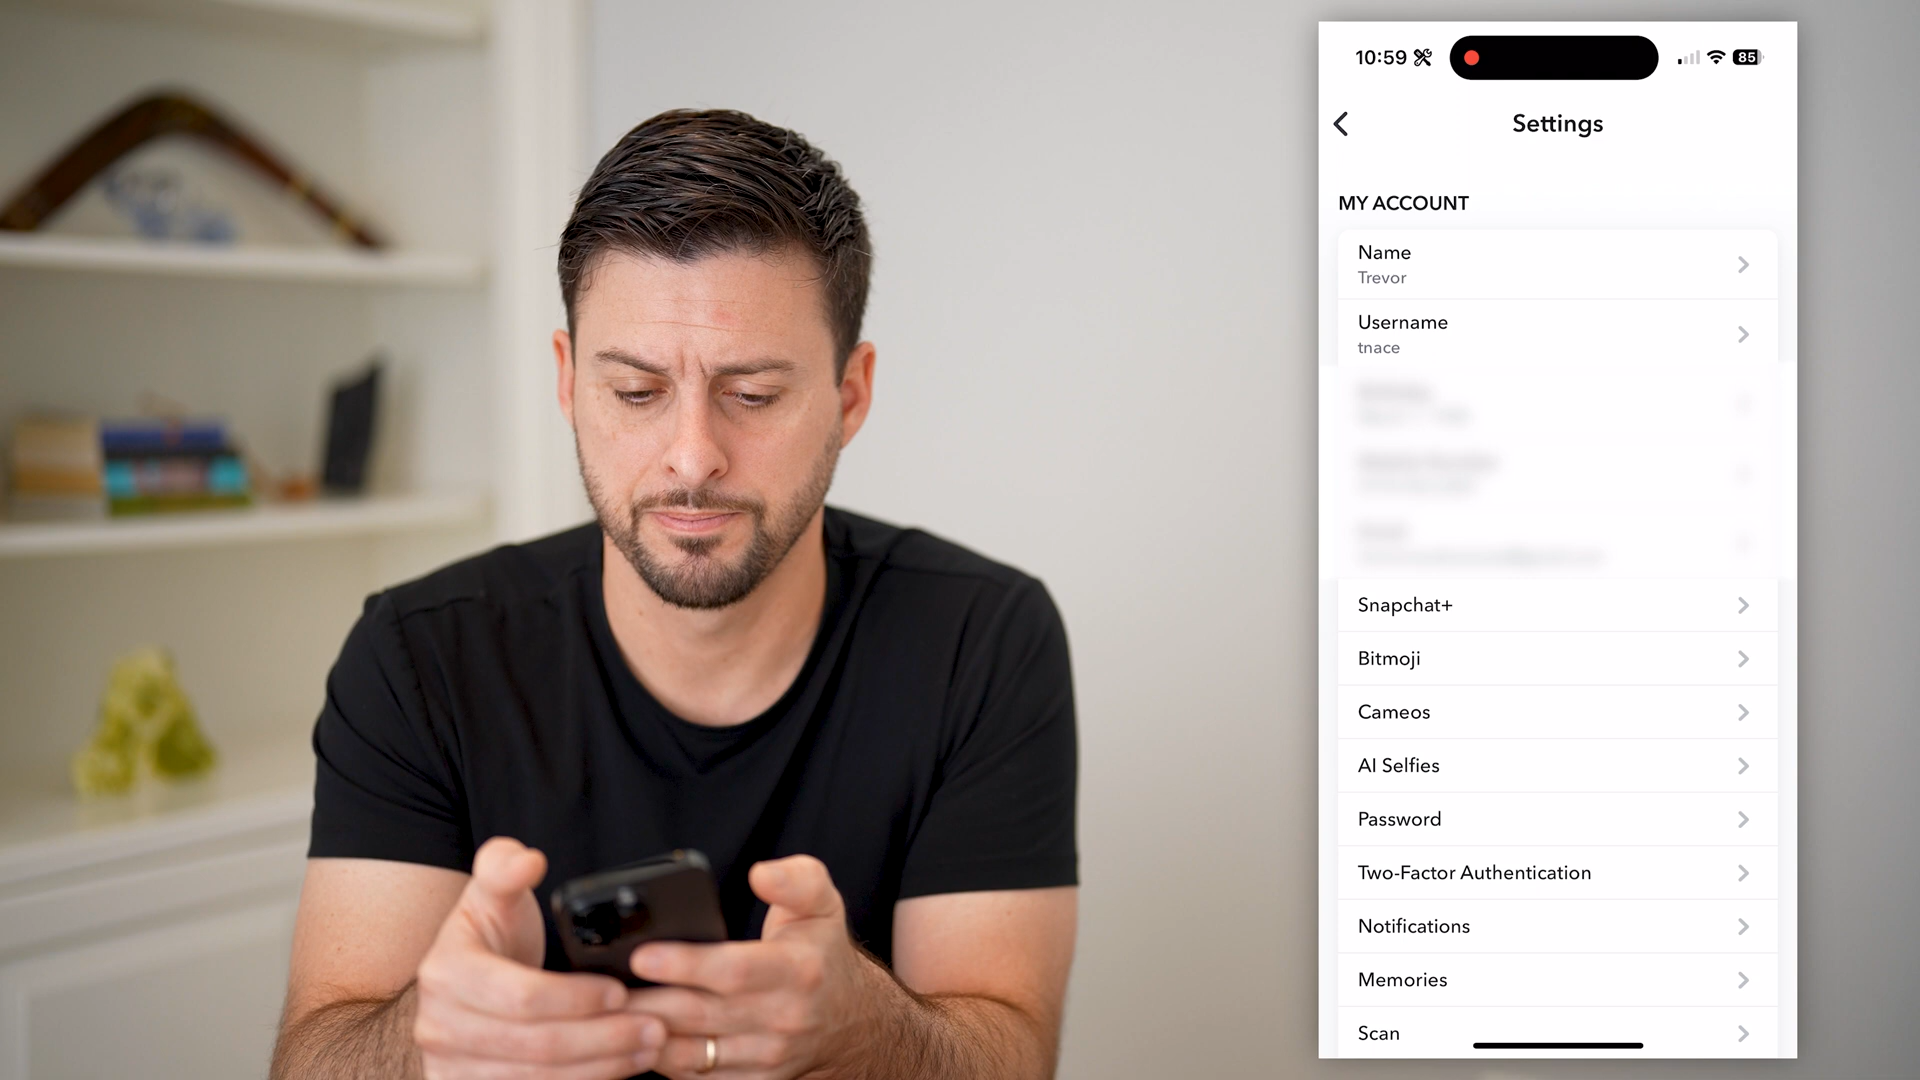 10:59
85
Settings
MY ACCOUNT
Name
Trevor
Username
tnace
Snapchat+
Bitmoji
Cameos
AI Selfies
Password
Two-Factor Authentication
Notifications
Memories
Scan